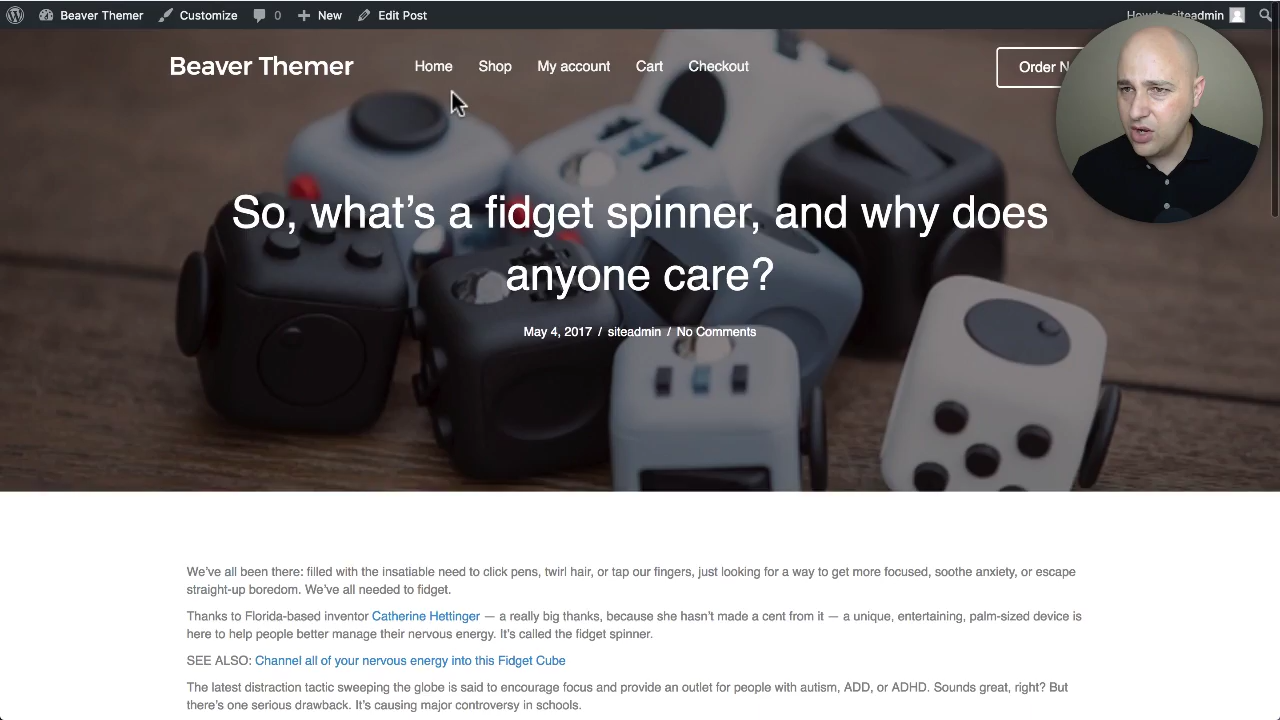 Beaver Themer Customize 0 New Edit Post siteadmin
Beaver Themer Home Shop My account Cart Checkout Order
So, what's a fidget spinner, and why does
anyone care?
May 4, 2017 / siteadmin / No Comments
We've all been there: filled with the insatiable need to click pens, twirl hair, or tap our fingers, just looking for a way to get more focused, soothe anxiety, or escape
straight-up boredom. We've all needed to fidget.
Thanks to Florida-based inventor Catherine Hettinger — a really big thanks, because she hasn't made a cent from it — a unique, entertaining, palm-sized device is
here to help people better manage their nervous energy. It's called the fidget spinner.
SEE ALSO: Channel all of your nervous energy into this Fidget Cube
The latest distraction tactic sweeping the globe is said to encourage focus and provide an outlet for people with autism, ADD, or ADHD. Sounds great, right? But
there's one serious drawback. It's causing major controversy in schools.